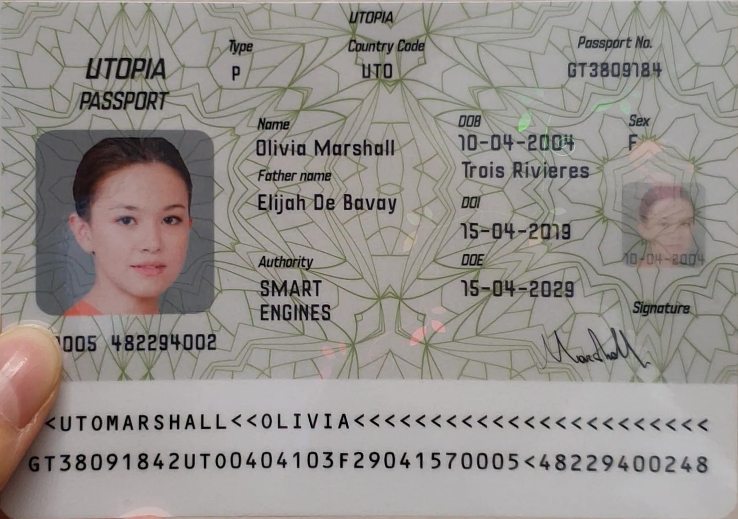 UTOPIA
UTOPIA
PASSPORT
Type
P
Country Code
UTO
Passport No.
GT3809184
Name
Olivia Marshall
Father name
Elijah De Bavay
Authority
SMART
ENGINES
DOB
10-04-2004
Trois Rivieres
DOI
15-04-2019
DOE
15-04-2029
Sex
F
10-04-2004
Signature
Marshall
005 482294002
<UTOMARSHALL<<OLIVIA<<<<<<<<<<<<<<<<<<<<<<<<
GT38091842UTO0404103F29041570005<48229400248